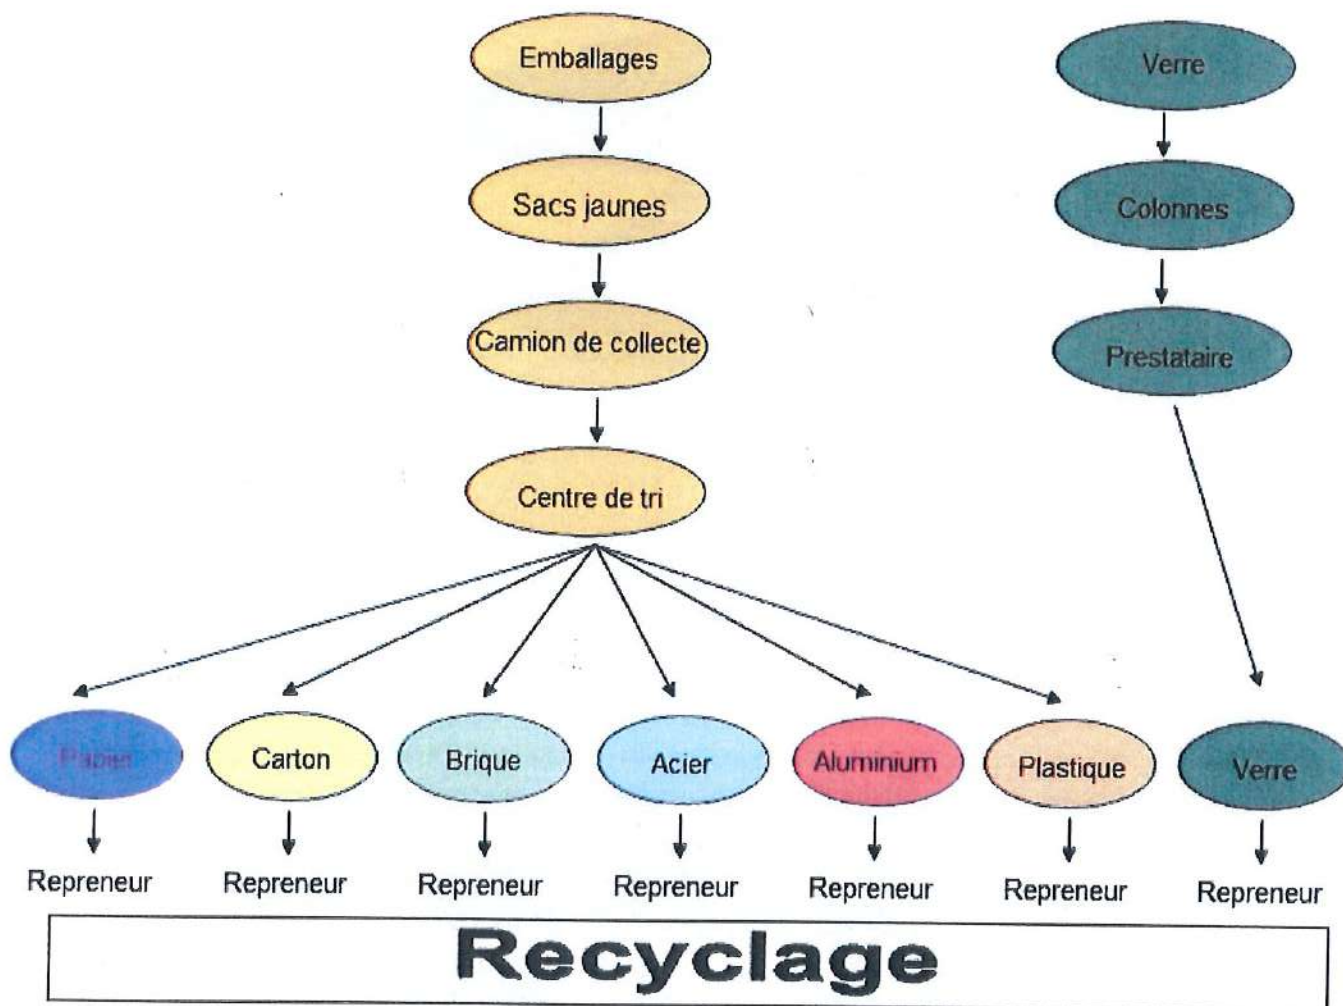 Emballages
Verre
Sacs jaunes
Colonnes
Camion de collecte
Prestataire
Centre de tri
Papier
Carton
Brique
Acier
Aluminium
Plastique
Verre
Repreneur
Repreneur
Repreneur
Repreneur
Repreneur
Repreneur
Repreneur
Recyclage